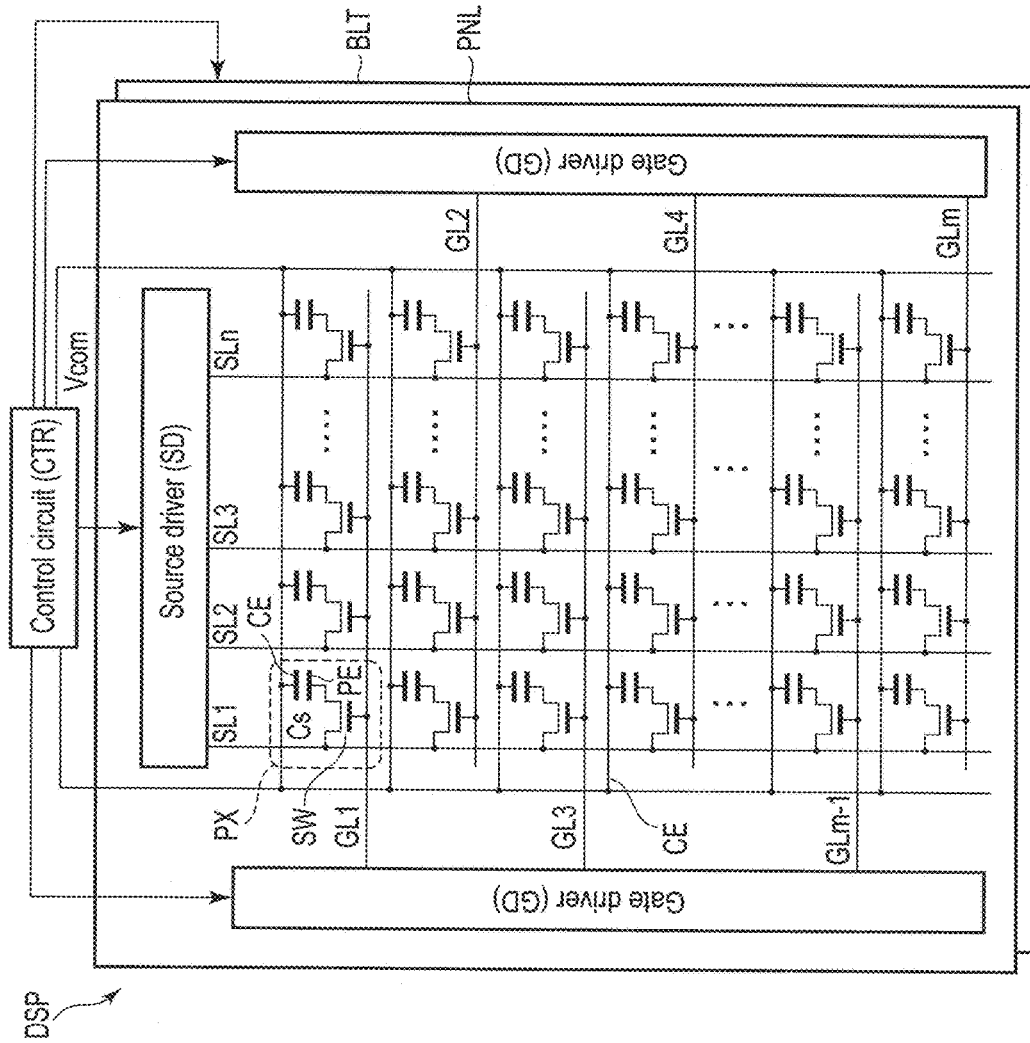 DSP
Control circuit (CTR)
Vcom
BLT
PNL
Source driver (SD)
SL1
SL2
SL3
SLn
PX
SW
Cs
PE
CE
GL1
GL2
GL3
GL4
CE
GLm-1
GLm
Gate driver (GD)
Gate driver (GD)